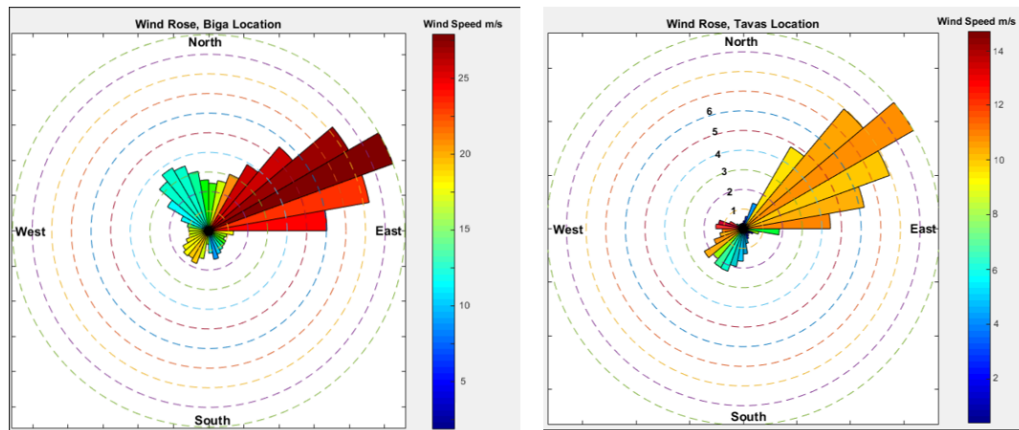 Wind Rose, Biga Location
Wind Speed m/s
North
West
East
South
25
20
15
10
5
Wind Rose, Tavas Location
Wind Speed m/s
North
6
5
4
3
2
1
West
East
South
14
12
10
8
6
4
2